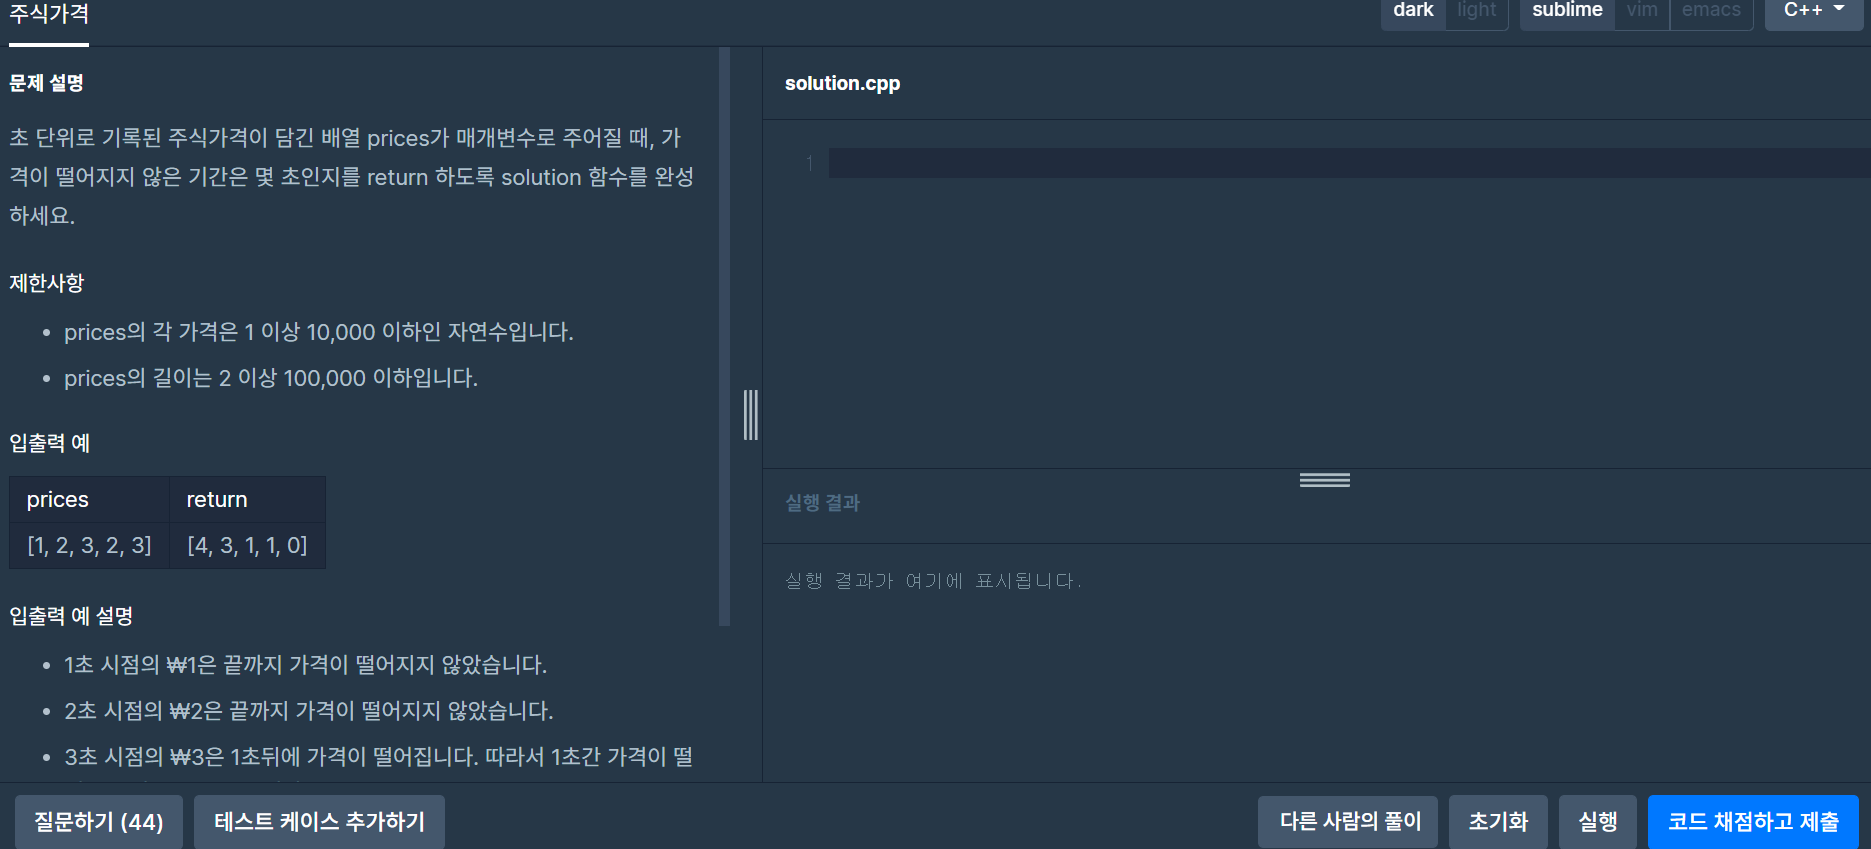 주식가격
dark light sublime vim emacs C++
문제 설명
초 단위로 기록된 주식가격이 담긴 배열 prices가 매개변수로 주어질 때, 가
격이 떨어지지 않은 기간은 몇 초인지를 return 하도록 solution 함수를 완성
하세요.
제한사항
• prices의 각 가격은 1 이상 10,000 이하인 자연수입니다.
• prices의 길이는 2 이상 100,000 이하입니다.
입출력 예
prices return
[1, 2, 3, 2, 3] [4, 3, 1, 1, 0]
입출력 예 설명
• 1초 시점의 ₩1은 끝까지 가격이 떨어지지 않았습니다.
• 2초 시점의 ₩2은 끝까지 가격이 떨어지지 않았습니다.
• 3초 시점의 ₩3은 1초뒤에 가격이 떨어집니다. 따라서 1초간 가격이 떨
solution.cpp
1
실행 결과
실행 결과가 여기에 표시됩니다.
질문하기 (44) 테스트 케이스 추가하기 다른 사람의 풀이 초기화 실행 코드 채점하고 제출